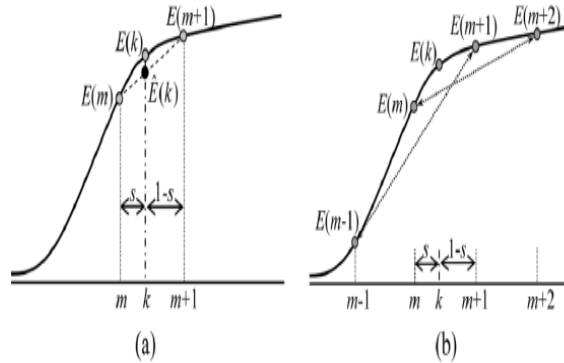 E(m+1)
E(k)
Ê(k)
E(m)
s 1-s
m k m+1
(a)
E(m+2)
E(m+1)
E(k)
E(m)
E(m-1)
s 1-s
m-1 m k m+1 m+2
(b)